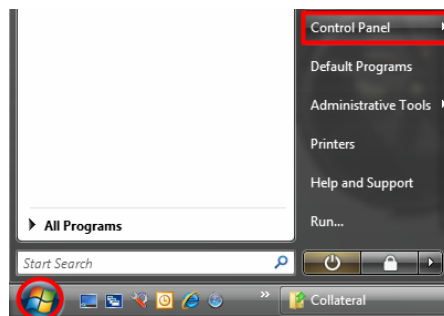 Control Panel
Default Programs
Administrative Tools
Printers
Help and Support
Run...
All Programs
Start Search
Collateral